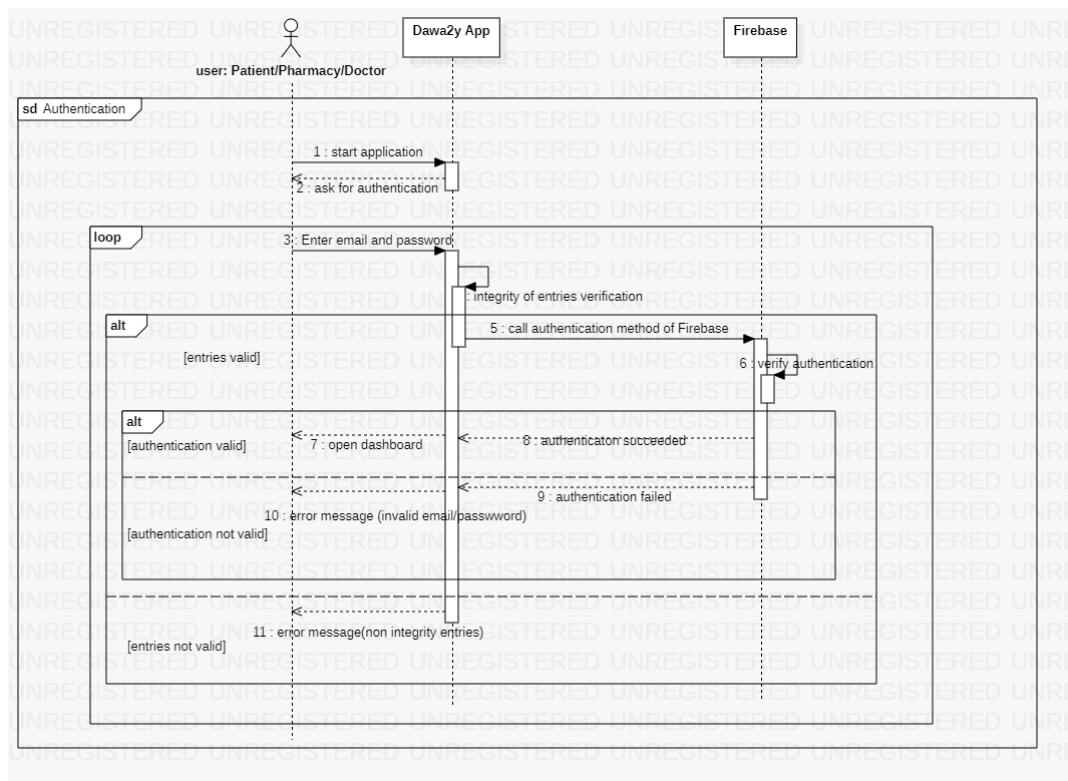 Dawa2y App
Firebase
user: Patient/Pharmacy/Doctor
sd Authentication
1 : start application
2 : ask for authentication
loop
3 : Enter email and password
: integrity of entries verification
alt
5 : call authentication method of Firebase
[entries valid]
6 : verify authentication
alt
[authentication valid]
7 : open dashboard
8 : authenticaton succeeded
9 : authentication failed
10 : error message (invalid email/passwword)
[authentication not valid]
11 : error message(non integrity entries)
[entries not valid]
UNREGISTERED